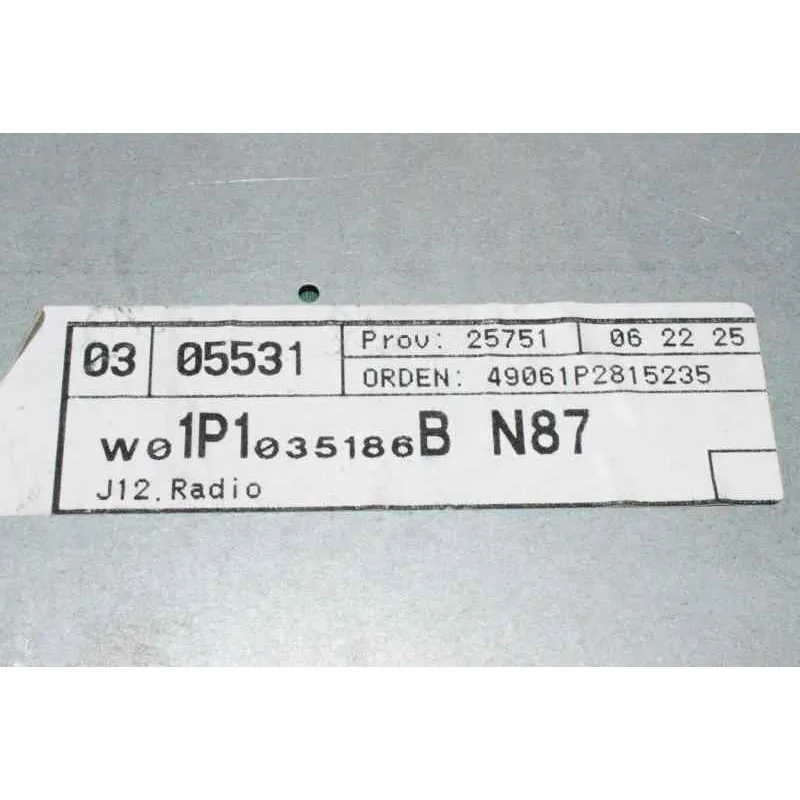 03 05531 Prov: 25751 06 22 25
ORDEN: 49061P2815235
W01P1035186B N87
J12.Radio